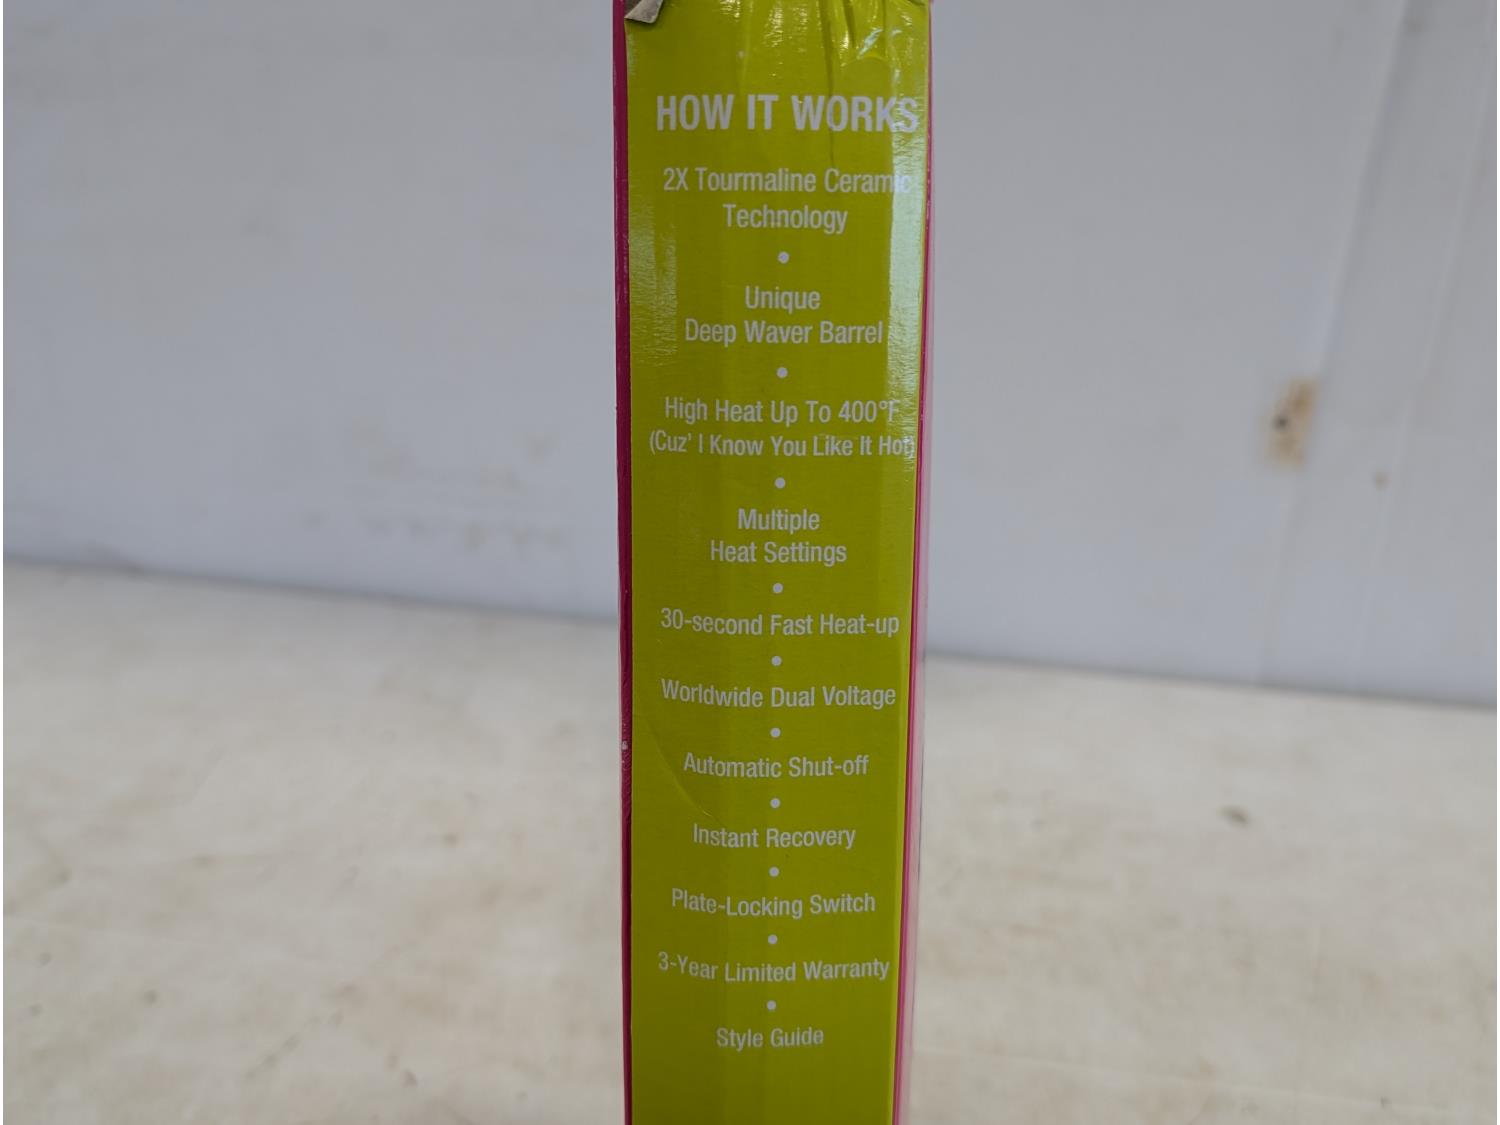 HOW IT WORKS
2X Tourmaline Ceramic
Technology
•
Unique
Deep Waver Barrel
•
High Heat Up To 400°F
(Cuz' I Know You Like It Hot)
•
Multiple
Heat Settings
•
30-second Fast Heat-up
•
Worldwide Dual Voltage
•
Automatic Shut-off
•
Instant Recovery
•
Plate-Locking Switch
•
3-Year Limited Warranty
•
Style Guide